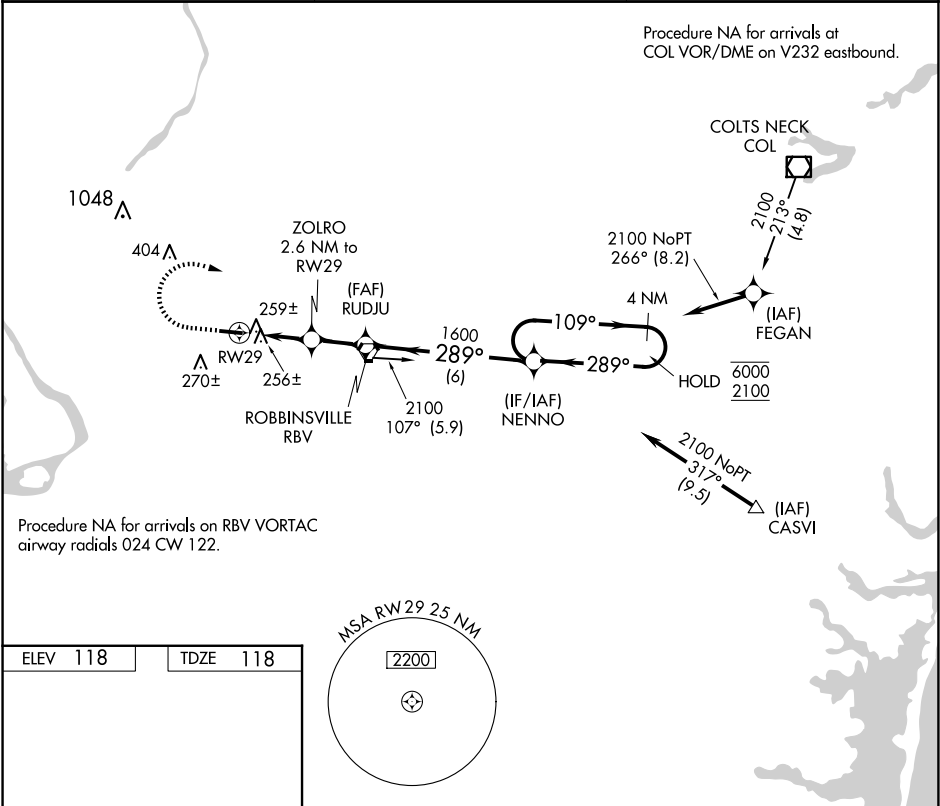 Procedure NA for arrivals at
COL VOR/DME on V232 eastbound.
COLTS NECK
COL
2100
213°
(4.8)
1048
404
ZOLRO
2.6 NM to
RW29
2100 NoPT
266° (8.2)
(FAF)
RUDJU
4 NM
(IAF)
FEGAN
259±
1600
289°
(6)
109°
289°
RW29
270±
256±
HOLD
6000
2100
(IF/IAF)
NENNO
ROBBINSVILLE
RBV
2100
107° (5.9)
2100 NoPT
317°
(9.5)
(IAF)
CASVI
Procedure NA for arrivals on RBV VORTAC
airway radials 024 CW 122.
MSA RW29 25 NM
2200
ELEV 118
TDZE 118